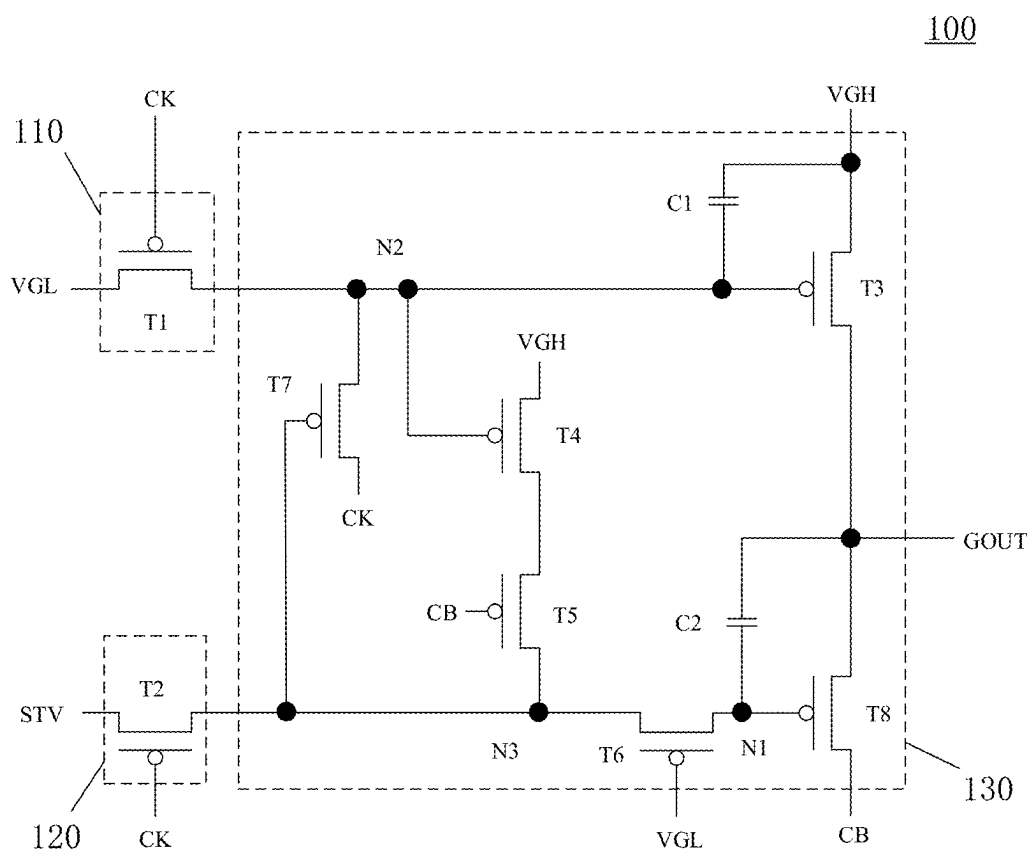 100
CK
VGH
110
C1
N2
VGL
T3
T1
VGH
T7
T4
CK
GOUT
CB
T5
C2
T2
STV
T8
N3
T6
N1
130
120
CK
VGL
CB